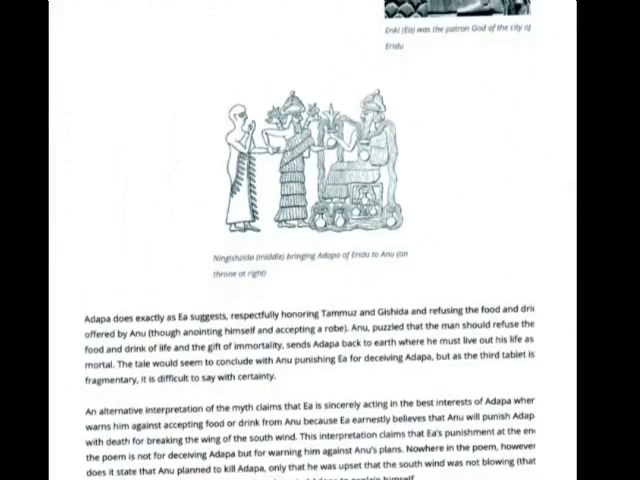 Enki (Ea) was the patron God of the city of
Eridu
Ningishzida (middle) bringing Adapa of Eridu to Anu (on
throne at right)
Adapa does exactly as Ea suggests, respectfully honoring Tammuz and Gishida and refusing the food and dri
offered by Anu (though anointing himself and accepting a robe). Anu, puzzled that the man should refuse the
food and drink of life and the gift of immortality, sends Adapa back to earth where he must live out his life as
mortal. The tale would seem to conclude with Anu punishing Ea for deceiving Adapa, but as the third tablet is
fragmentary, it is difficult to say with certainty.
An alternative interpretation of the myth claims that Ea is sincerely acting in the best interests of Adapa wher
warns him against accepting food or drink from Anu because Ea earnestly believes that Anu will punish Adap
with death for breaking the wing of the south wind. This interpretation claims that Ea's punishment at the en
the poem is not for deceiving Adapa but for warning him against Anu's plans. Nowhere in the poem, however
does it state that Anu planned to kill Adapa, only that he was upset that the south wind was not blowing (that